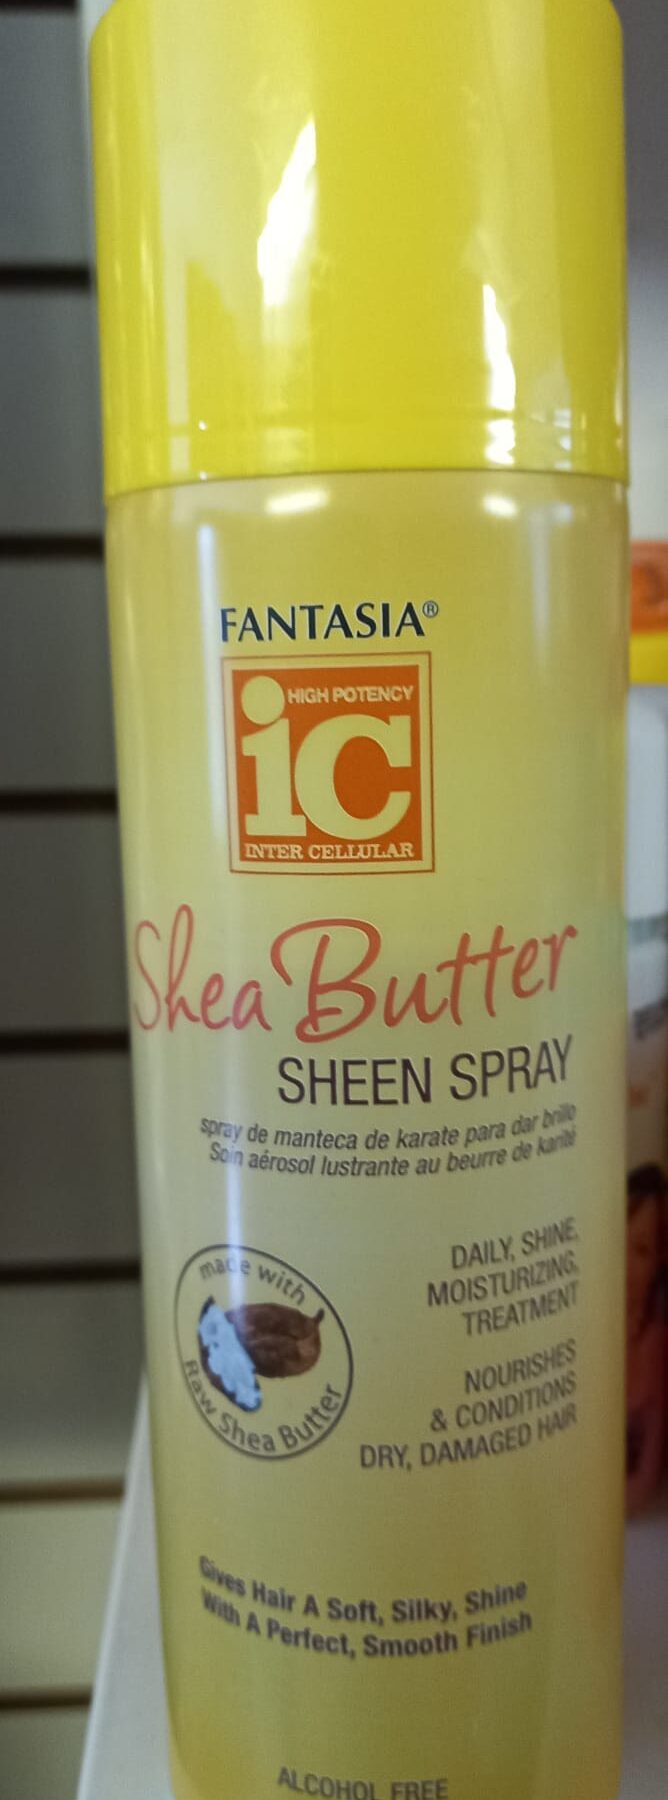 FANTASIA®
HIGH POTENCY
iC
INTER CELLULAR
Shea Butter
SHEEN SPRAY
spray de manteca de karate para dar brillo
Soin aérosol lustrante au beurre de karité
made with
Raw Shea Butter
DAILY, SHINE,
MOISTURIZING,
TREATMENT
NOURISHES
& CONDITIONS
DRY, DAMAGED HAIR
Gives Hair A Soft, Silky, Shine
With A Perfect, Smooth Finish
ALCOHOL FREE